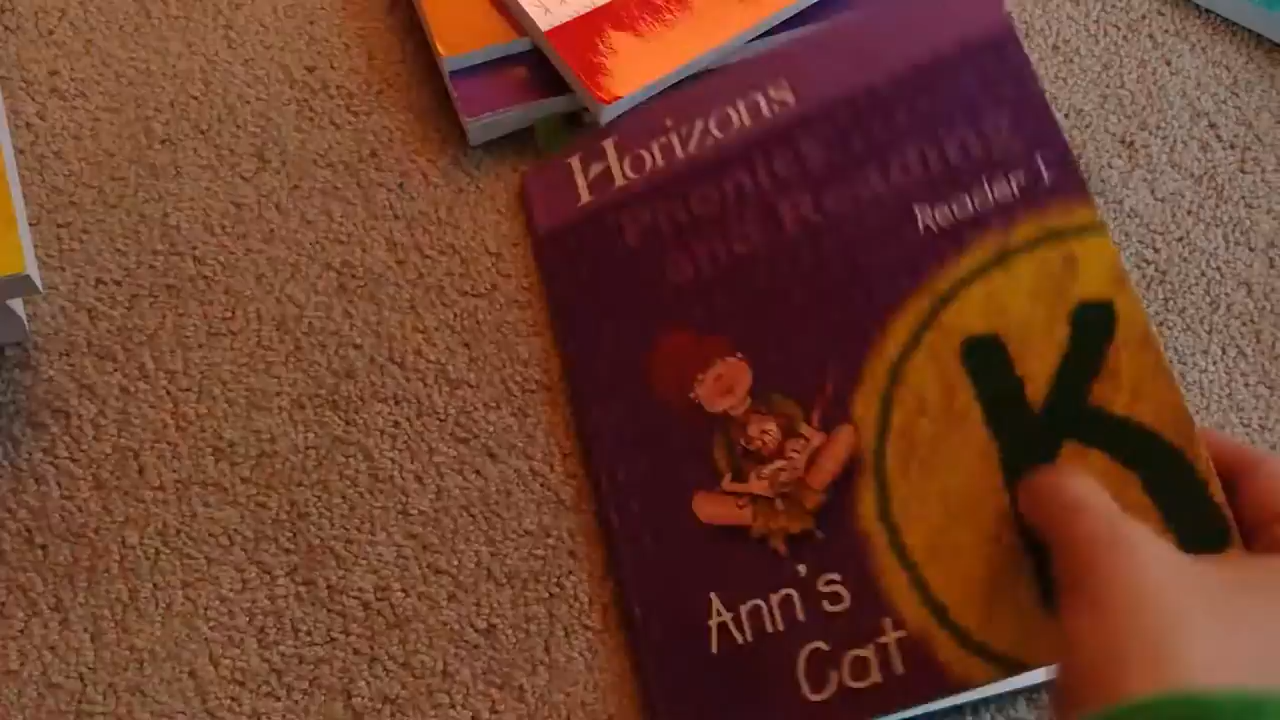 Horizons
Phonics
and Reading
Reader 1
K
Ann's
Cat